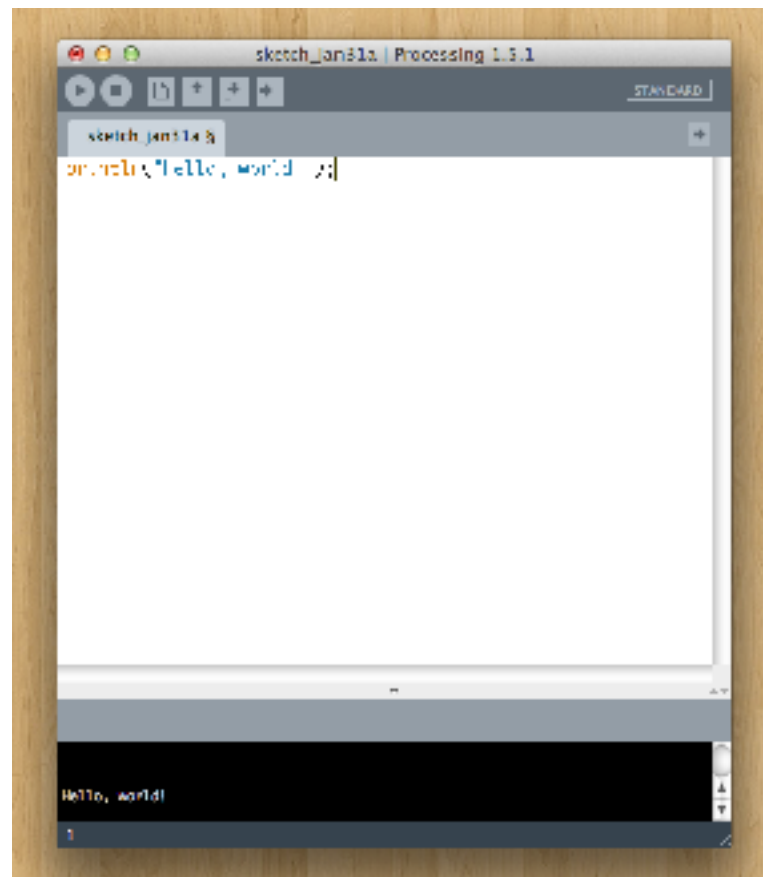 sketch_jan31a | Processing 1.5.1
STANDARD
sketch_jan31a §
println("Hello, world!");
Hello, world!
1